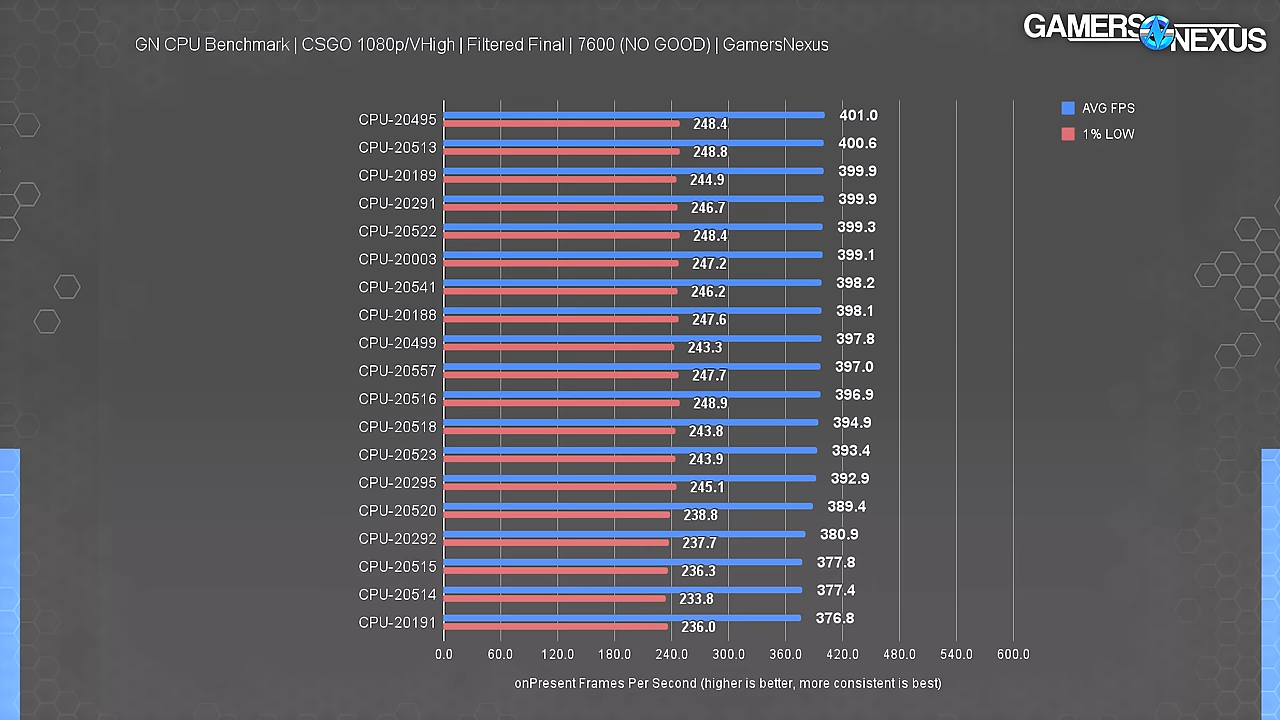 GAMERS NEXUS
GN CPU Benchmark | CSGO 1080p/VHigh | Filtered Final | 7600 (NO GOOD) | GamersNexus
AVG FPS
1% LOW
CPU-20495 401.0 248.4
CPU-20513 400.6 248.8
CPU-20189 399.9 244.9
CPU-20291 399.9 246.7
CPU-20522 399.3 248.4
CPU-20003 399.1 247.2
CPU-20541 398.2 246.2
CPU-20188 398.1 247.6
CPU-20499 397.8 243.3
CPU-20557 397.0 247.7
CPU-20516 396.9 248.9
CPU-20518 394.9 243.8
CPU-20523 393.4 243.9
CPU-20295 392.9 245.1
CPU-20520 389.4 238.8
CPU-20292 380.9 237.7
CPU-20515 377.8 236.3
CPU-20514 377.4 233.8
CPU-20191 376.8 236.0
0.0 60.0 120.0 180.0 240.0 300.0 360.0 420.0 480.0 540.0 600.0
onPresent Frames Per Second (higher is better, more consistent is best)